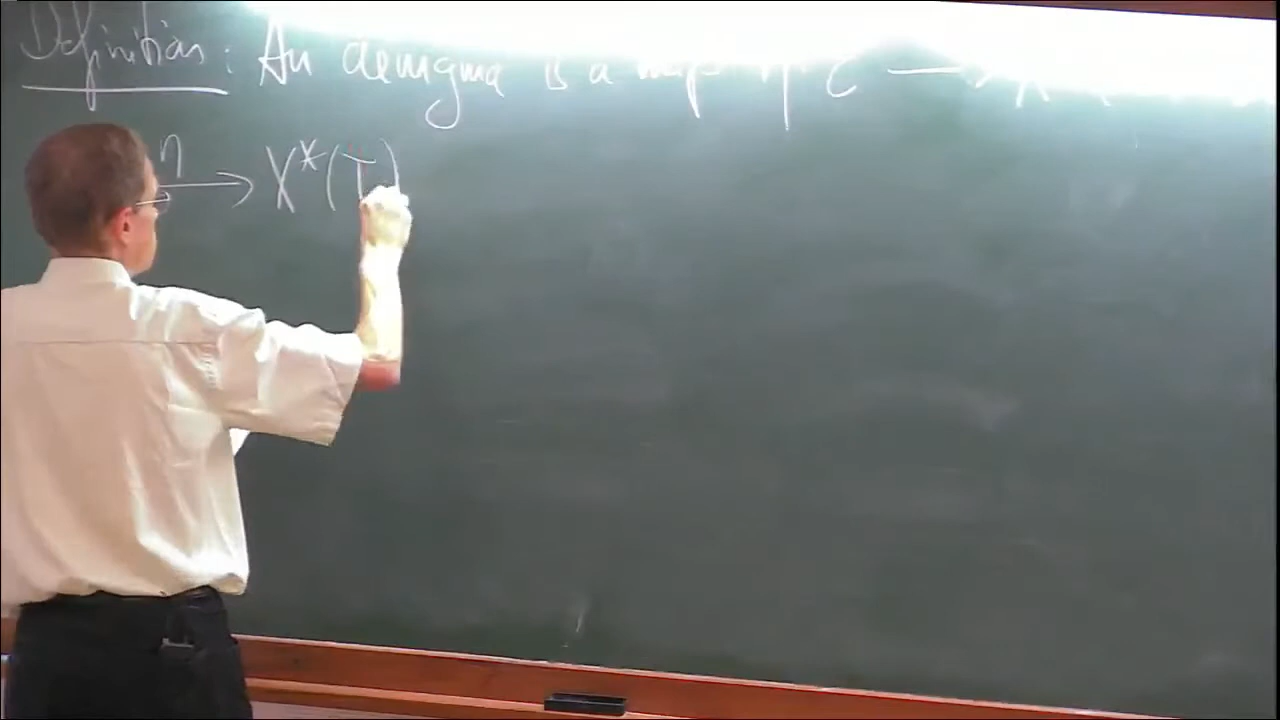 Definition: An aenigma is a map η: C →
η → X*(T)